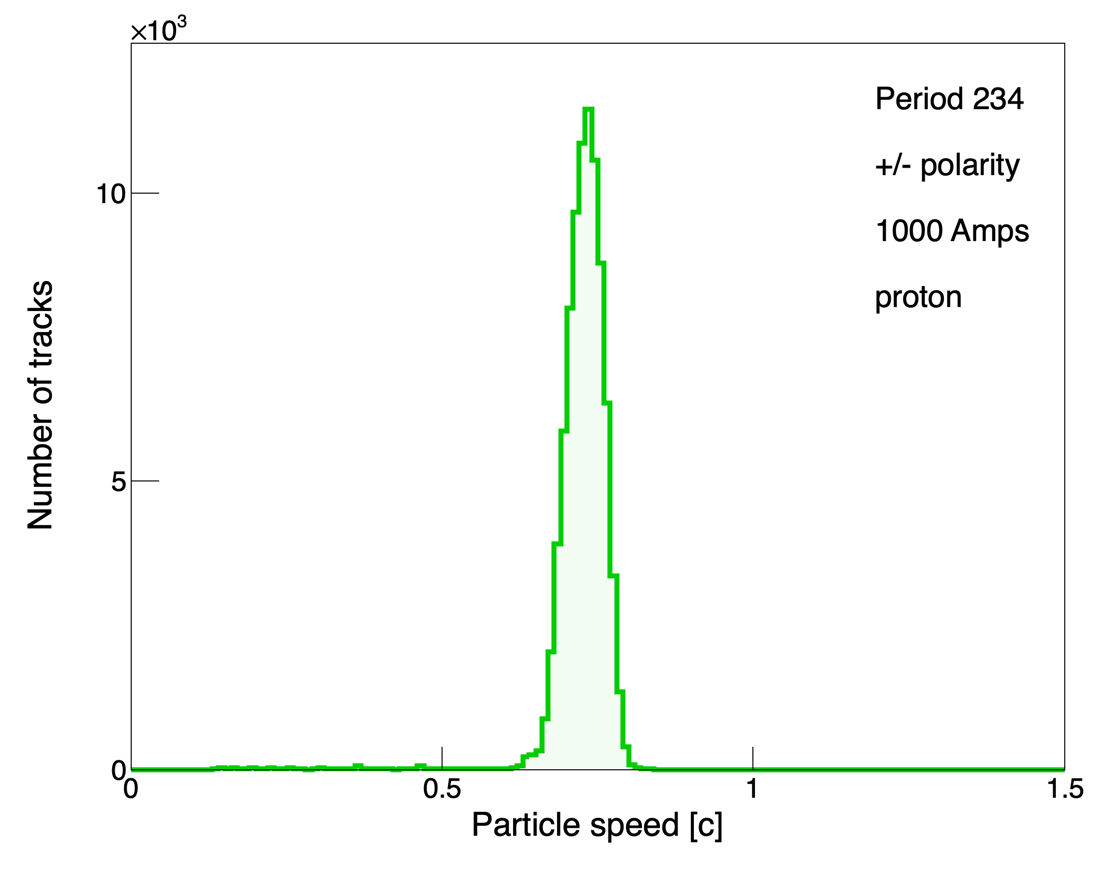 ×10³
Period 234
+/- polarity
1000 Amps
proton
10
5
0
Number of tracks
0 0.5 1 1.5
Particle speed [c]